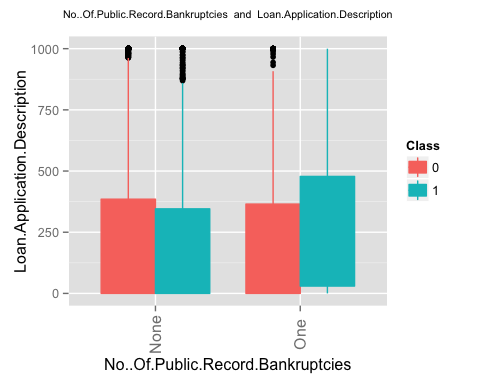 No..Of.Public.Record.Bankruptcies and Loan.Application.Description
1000
750
500
250
0
Loan.Application.Description
None
One
No..Of.Public.Record.Bankruptcies
Class
0
1